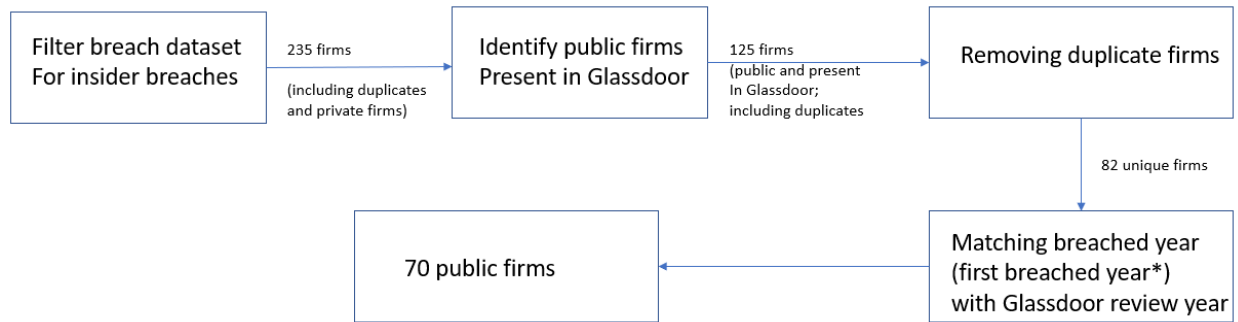 Filter breach dataset
For insider breaches
235 firms
(including duplicates
and private firms)
Identify public firms
Present in Glassdoor
125 firms
(public and present
In Glassdoor;
including duplicates
Removing duplicate firms
82 unique firms
Matching breached year
(first breached year*)
with Glassdoor review year
70 public firms